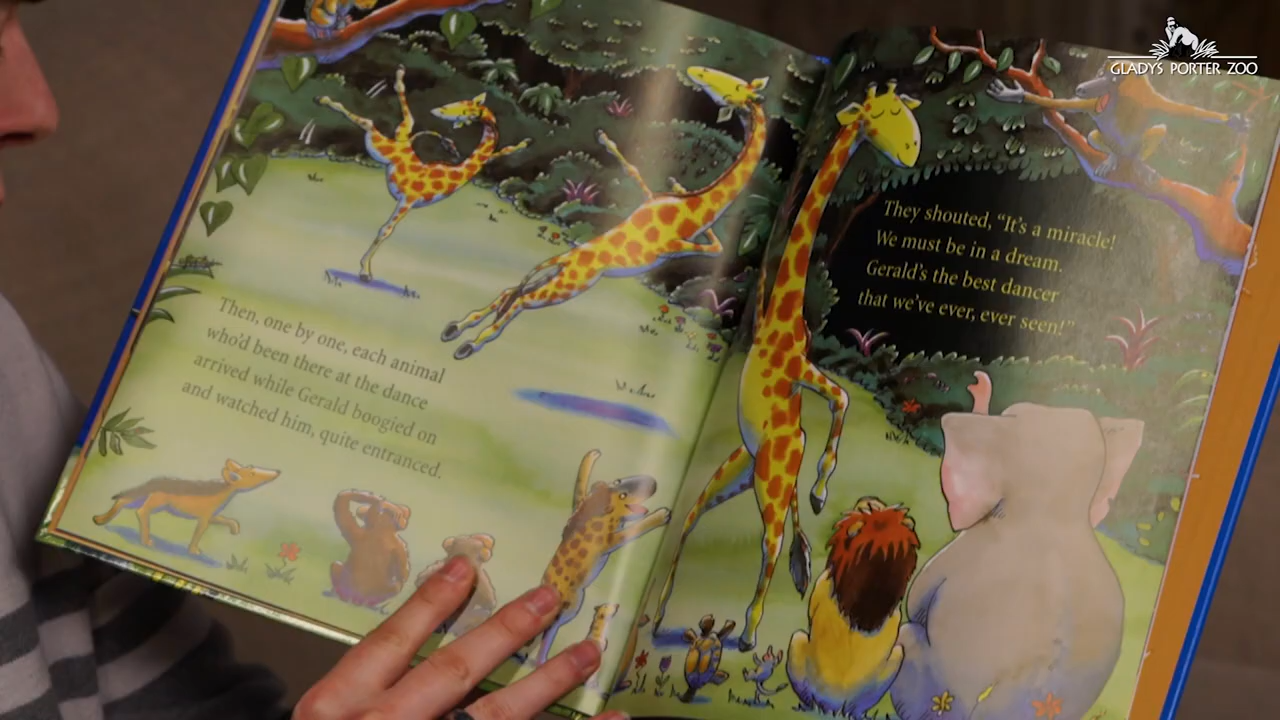 GLADYS PORTER ZOO
Then, one by one, each animal
who'd been there at the dance
arrived while Gerald boogied on
and watched him, quite entranced.
They shouted, "It's a miracle!
We must be in a dream.
Gerald's the best dancer
that we've ever, ever seen!"